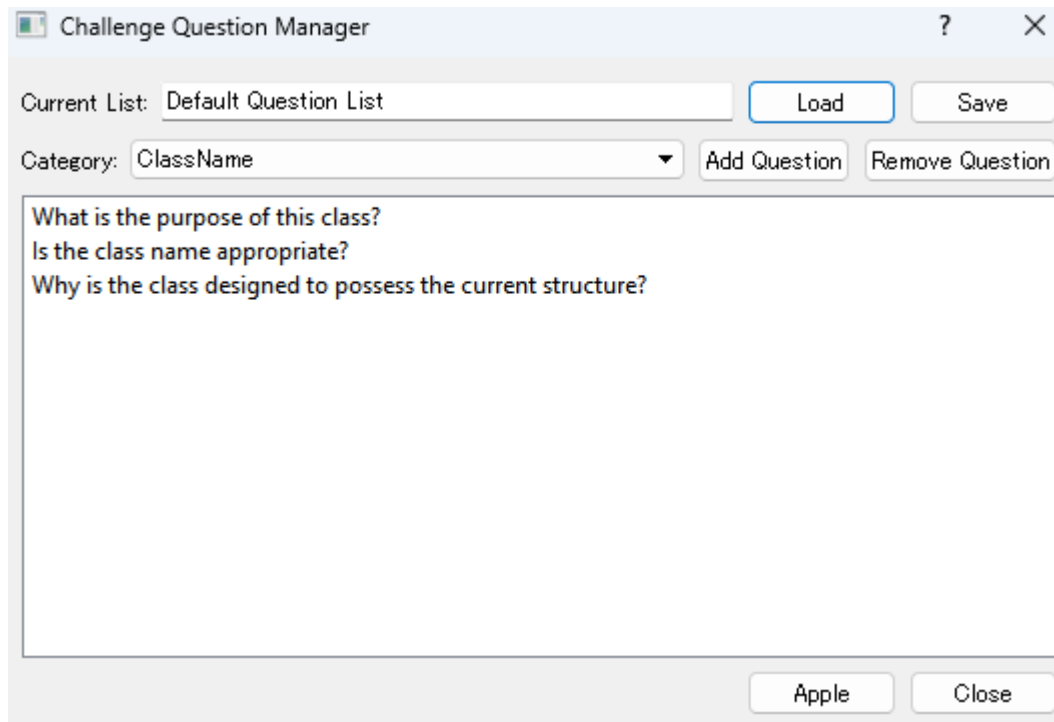 Challenge Question Manager ?
Current List: Default Question List Load Save
Category: ClassName Add Question Remove Question
What is the purpose of this class?
Is the class name appropriate?
Why is the class designed to possess the current structure?
Apple Close